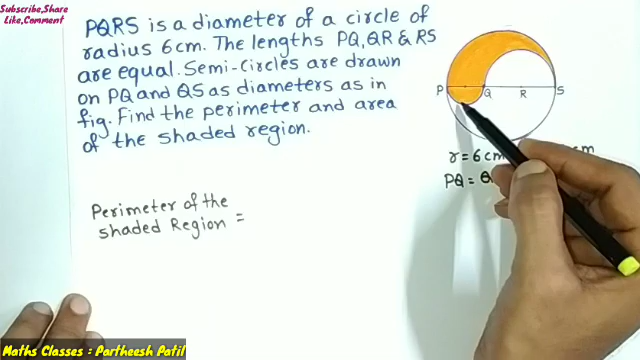 Subscribe,Share
Like,Comment
PQRS is a diameter of a circle of
radius 6cm. The lengths PQ, QR & RS
are equal. Semi-circles are drawn
on PQ and QS as diameters as in
fig. Find the perimeter and area
of the shaded region.
P Q R S
r = 6 cm cm
PQ =
Perimeter of the
shaded Region =
Maths Classes : Partheesh Patil